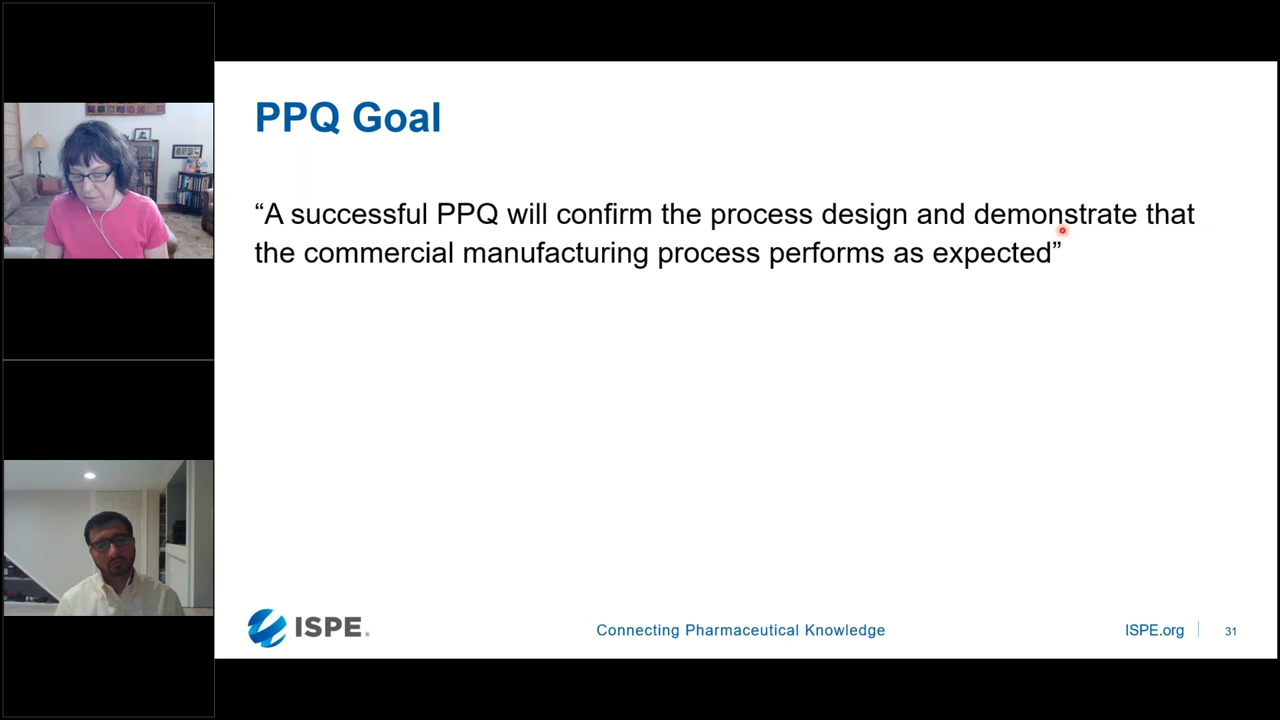 PPQ Goal
“A successful PPQ will confirm the process design and demonstrate that
the commercial manufacturing process performs as expected”
ISPE®
Connecting Pharmaceutical Knowledge
ISPE.org
31